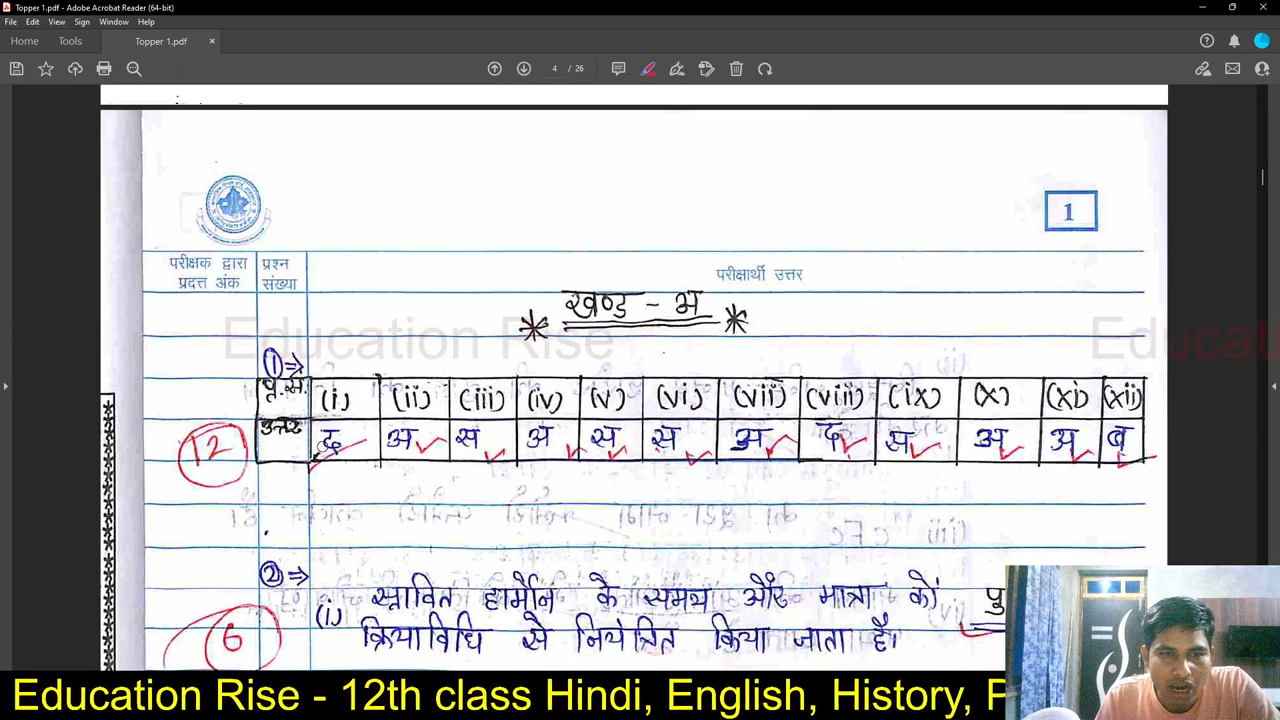 Topper 1.pdf - Adobe Acrobat Reader (64-bit)
File Edit View Sign Window Help
Home Tools Topper 1.pdf
4 / 26
1
परीक्षक द्वारा
प्रदत्त अंक
प्रश्न
संख्या
परीक्षार्थी उत्तर
खण्ड - अ
Education Rise
①⇒
प्र.सं. (i) (ii) (iii) (iv) (v) (vi) (vii) (viii) (ix) (x) (xi) (xii)
उत्तर द अ स अ स स अ द स अ अ ब
12
②⇒
(i) स्नावित हार्मोन के समय और मात्रा को
क्रियाविधि से नियंत्रित किया जाता है।
6
Education Rise - 12th class Hindi, English, History,